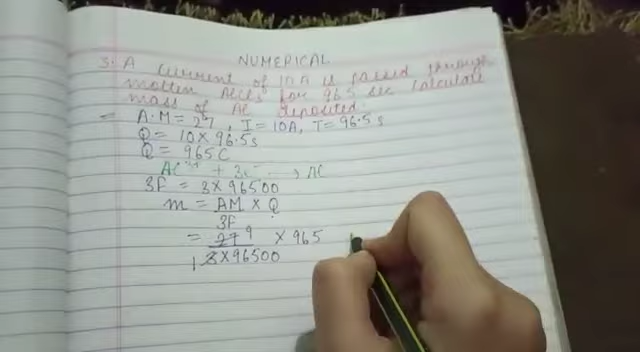 NUMERICAL
3. A current of 10A is passed through
molten AlCl3 for 96.5 sec calculate
mass of Al deposited.
= A.M = 27, I = 10A, T = 96.5s
Q = 10 × 96.5s
Q = 965C
Al3+ + 3e- → Al
3F = 3 × 96500
m = AM × Q
3F
= 27 9 × 965
1 3 × 96500